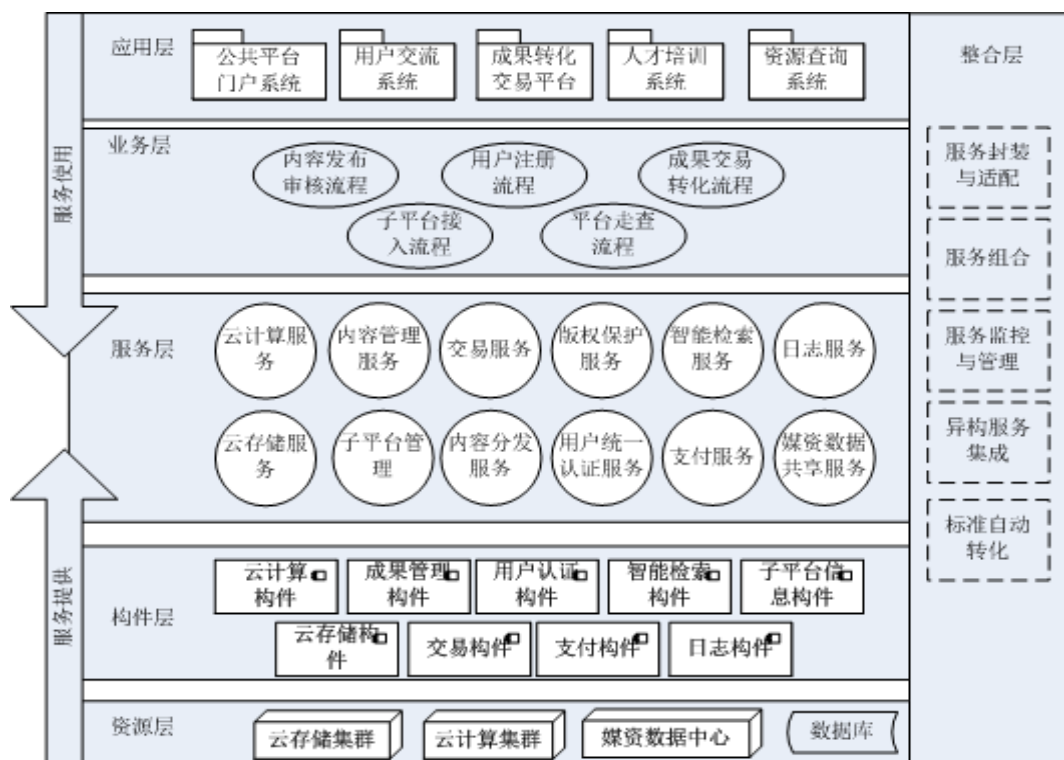 应用层
公共平台
门户系统
用户交流
系统
成果转化
交易平台
人才培训
系统
资源查询
系统
业务层
内容发布
审核流程
用户注册
流程
成果交易
转化流程
子平台接
入流程
平台走查
流程
服务使用
服务层
云计算服
务
内容管理
服务
交易服务
版权保护
服务
智能检索
服务
日志服务
云存储服
务
子平台管
理
内容分发
服务
用户统一
认证服务
支付服务
媒资数据
共享服务
服务提供
构件层
云计算
构件
成果管理
构件
用户认证
构件
智能检索
构件
子平台信
息构件
云存储构
件
交易构件
支付构件
日志构件
资源层
云存储集群
云计算集群
媒资数据中心
数据库
整合层
服务封装
与适配
服务组合
服务监控
与管理
异构服务
集成
标准自动
转化